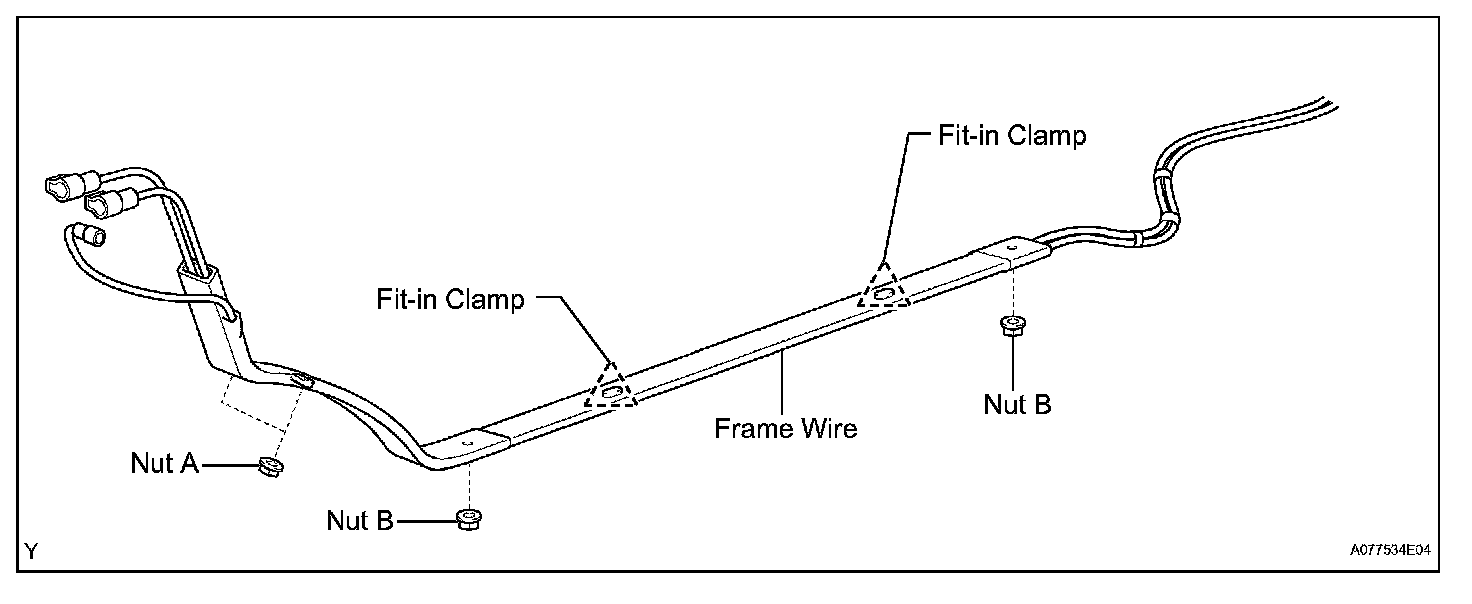 Fit-in Clamp
Fit-in Clamp
Nut B
Frame Wire
Nut A
Nut B
Y
A077534E04